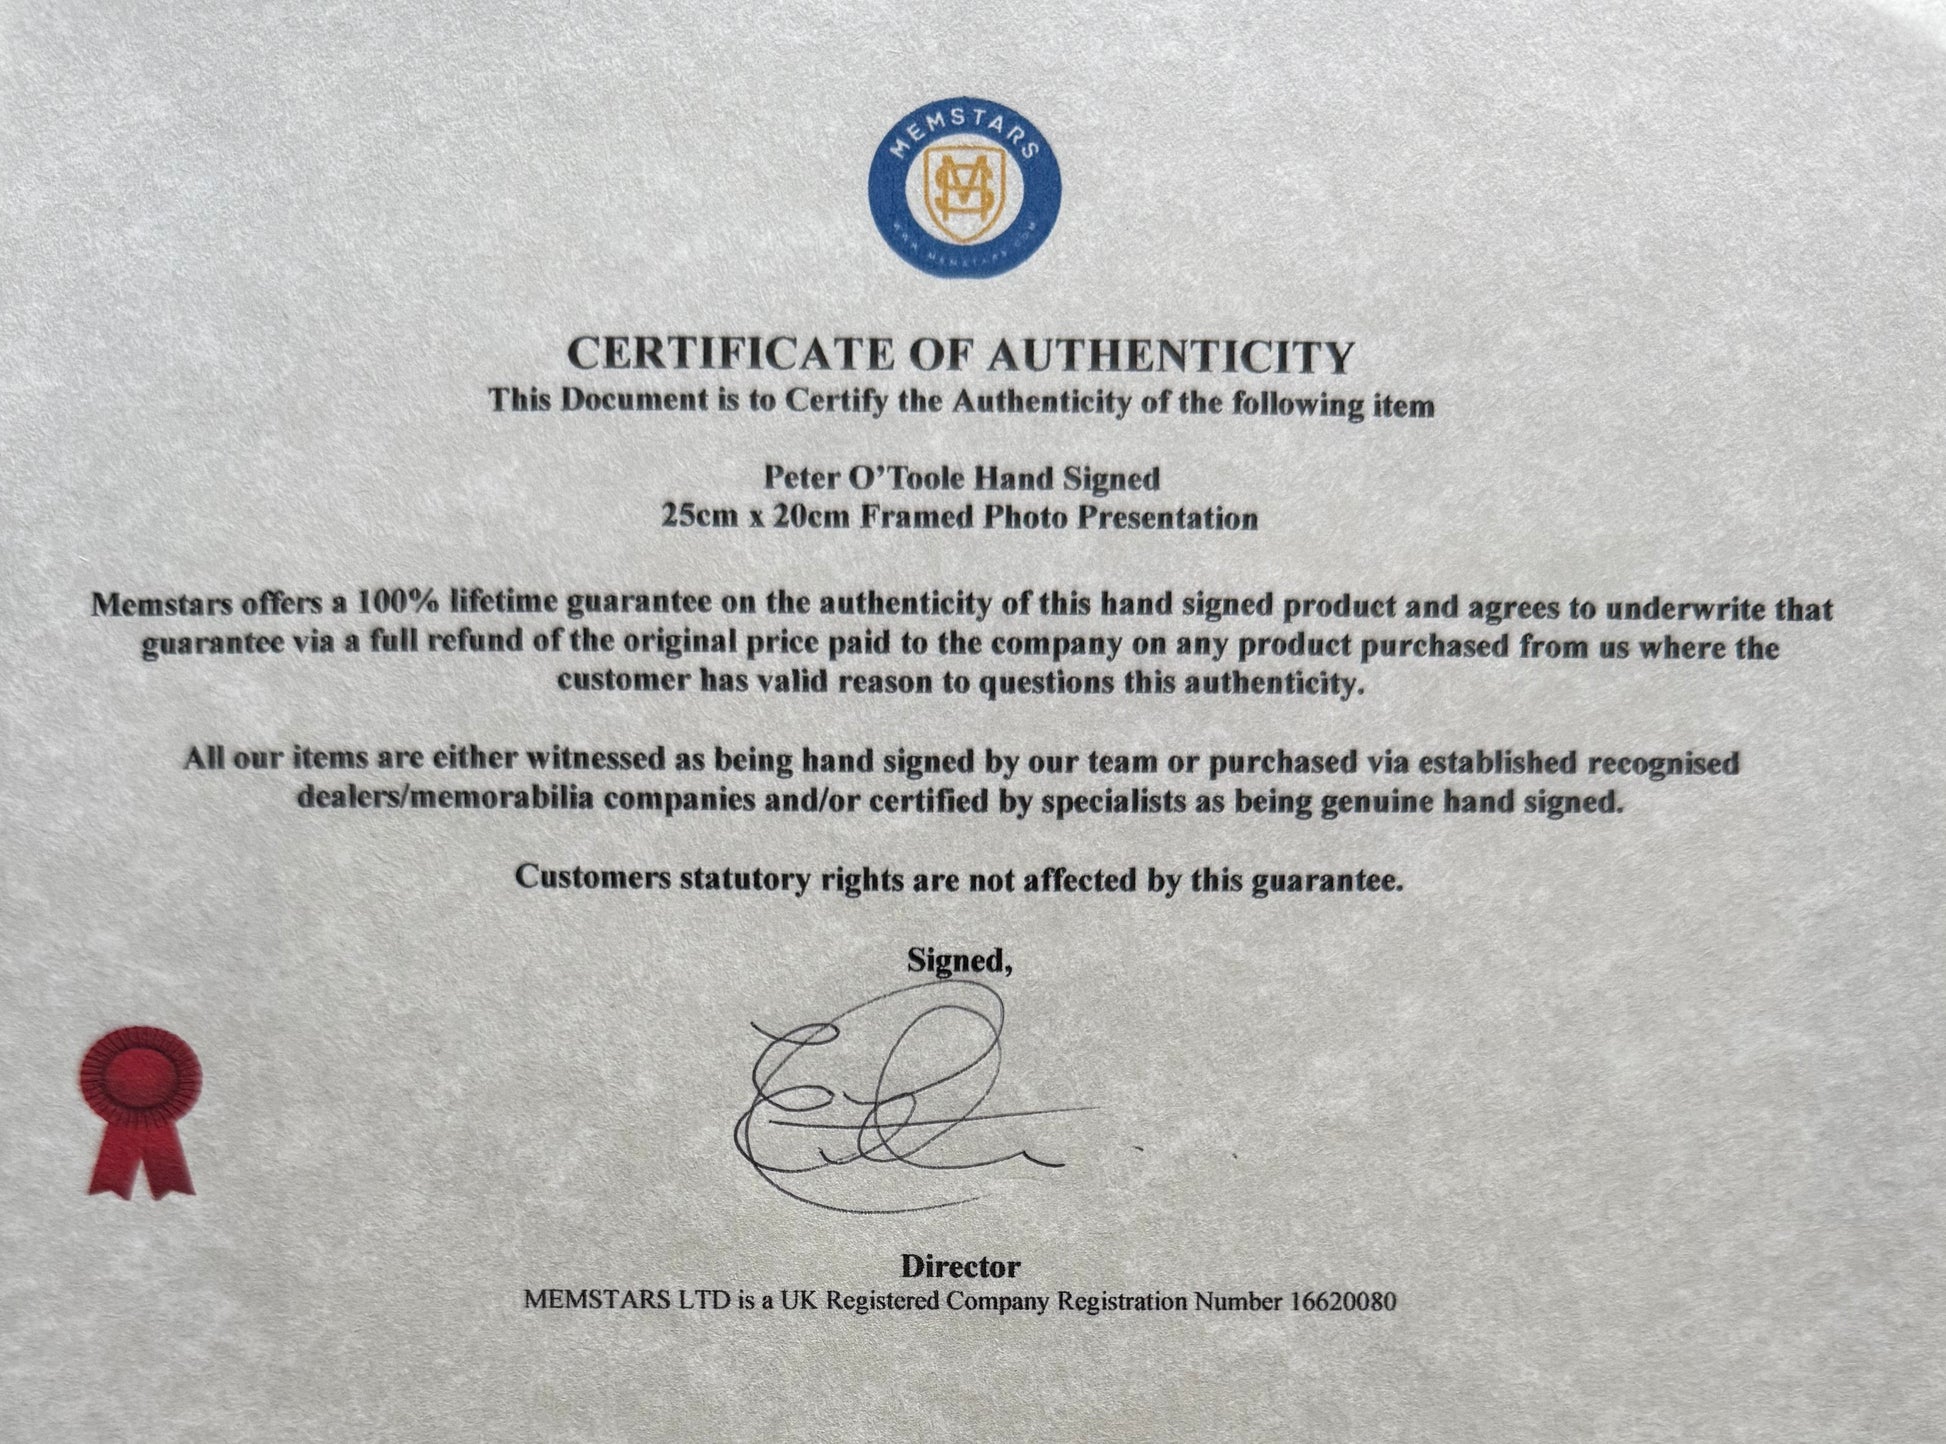 MEMSTARS
WWW.MEMSTARS.COM
CERTIFICATE OF AUTHENTICITY
This Document is to Certify the Authenticity of the following item
Peter O'Toole Hand Signed
25cm x 20cm Framed Photo Presentation
Memstars offers a 100% lifetime guarantee on the authenticity of this hand signed product and agrees to underwrite that
guarantee via a full refund of the original price paid to the company on any product purchased from us where the
customer has valid reason to questions this authenticity.
All our items are either witnessed as being hand signed by our team or purchased via established recognised
dealers/memorabilia companies and/or certified by specialists as being genuine hand signed.
Customers statutory rights are not affected by this guarantee.
Signed,
Director
MEMSTARS LTD is a UK Registered Company Registration Number 16620080